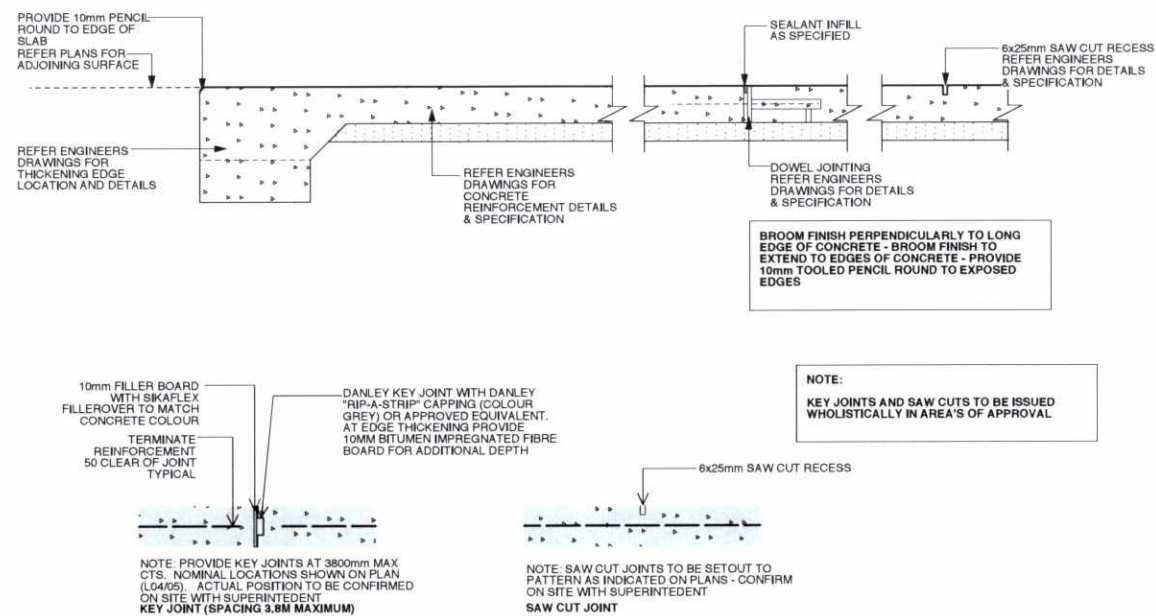 PROVIDE 10mm PENCIL
ROUND TO EDGE OF
SLAB
REFER PLANS FOR
ADJOINING SURFACE
SEALANT INFILL
AS SPECIFIED
6x25mm SAW CUT RECESS
REFER ENGINEERS
DRAWINGS FOR DETAILS
& SPECIFICATION
REFER ENGINEERS
DRAWINGS FOR
THICKENING EDGE
LOCATION AND DETAILS
REFER ENGINEERS
DRAWINGS FOR
CONCRETE
REINFORCEMENT DETAILS
& SPECIFICATION
DOWEL JOINTING
REFER ENGINEERS
DRAWINGS FOR DETAILS
& SPECIFICATION
BROOM FINISH PERPENDICULARLY TO LONG
EDGE OF CONCRETE - BROOM FINISH TO
EXTEND TO EDGES OF CONCRETE - PROVIDE
10mm TOOLED PENCIL ROUND TO EXPOSED
EDGES
10mm FILLER BOARD
WITH SIKAFLEX
FILLEROVER TO MATCH
CONCRETE COLOUR
TERMINATE
REINFORCEMENT
50 CLEAR OF JOINT
TYPICAL
DANLEY KEY JOINT WITH DANLEY
"RIP-A-STRIP" CAPPING (COLOUR
GREY) OR APPROVED EQUIVALENT.
AT EDGE THICKENING PROVIDE
10MM BITUMEN IMPREGNATED FIBRE
BOARD FOR ADDITIONAL DEPTH
NOTE:
KEY JOINTS AND SAW CUTS TO BE ISSUED
WHOLISTICALLY IN AREA'S OF APPROVAL
6x25mm SAW CUT RECESS
NOTE: PROVIDE KEY JOINTS AT 3800mm MAX
CTS. NOMINAL LOCATIONS SHOWN ON PLAN
(L04/05). ACTUAL POSITION TO BE CONFIRMED
ON SITE WITH SUPERINTEDENT
KEY JOINT (SPACING 3.8M MAXIMUM)
NOTE: SAW CUT JOINTS TO BE SETOUT TO
PATTERN AS INDICATED ON PLANS - CONFIRM
ON SITE WITH SUPERINTEDENT
SAW CUT JOINT